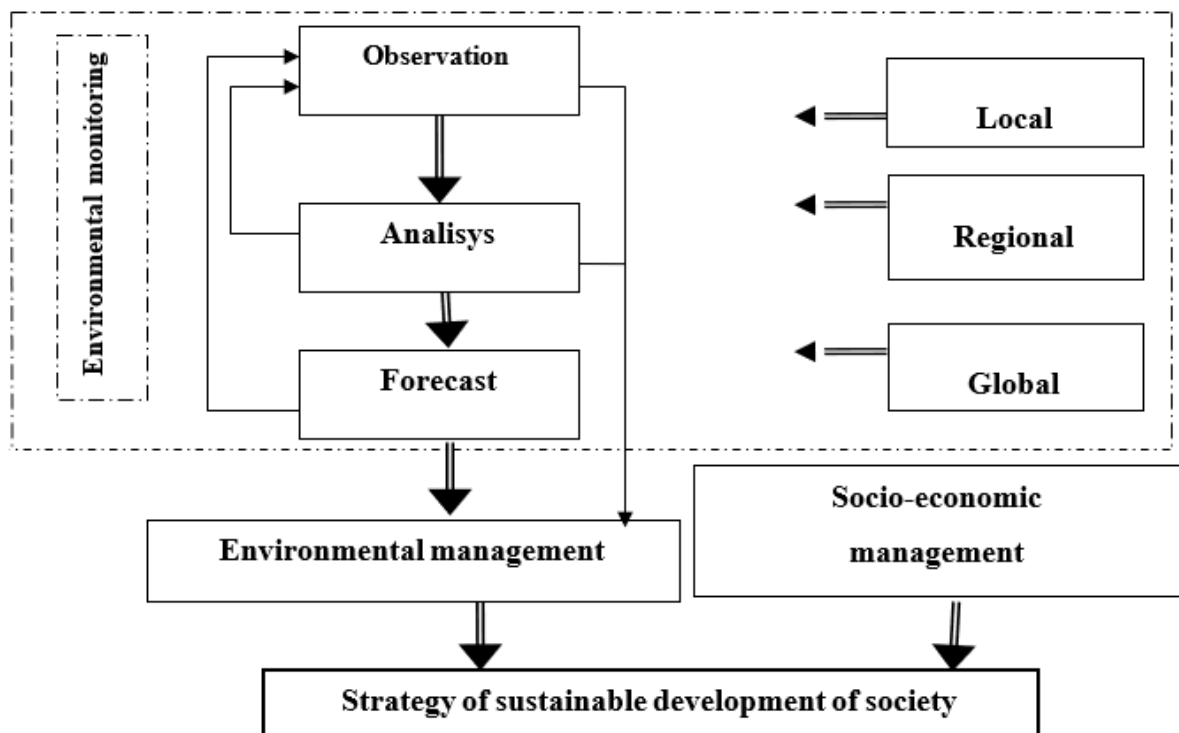 Environmental monitoring
Observation
Analisys
Forecast
Local
Regional
Global
Environmental management
Socio-economic
management
Strategy of sustainable development of society